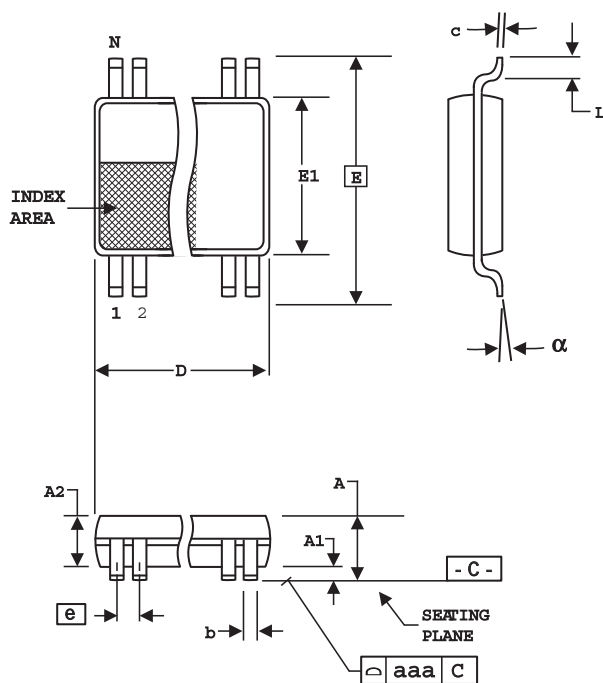 N
c
L
E1
E
INDEX
AREA
1 2
α
D
A2
A
A1
- C -
e
b
SEATING
PLANE
aaa C